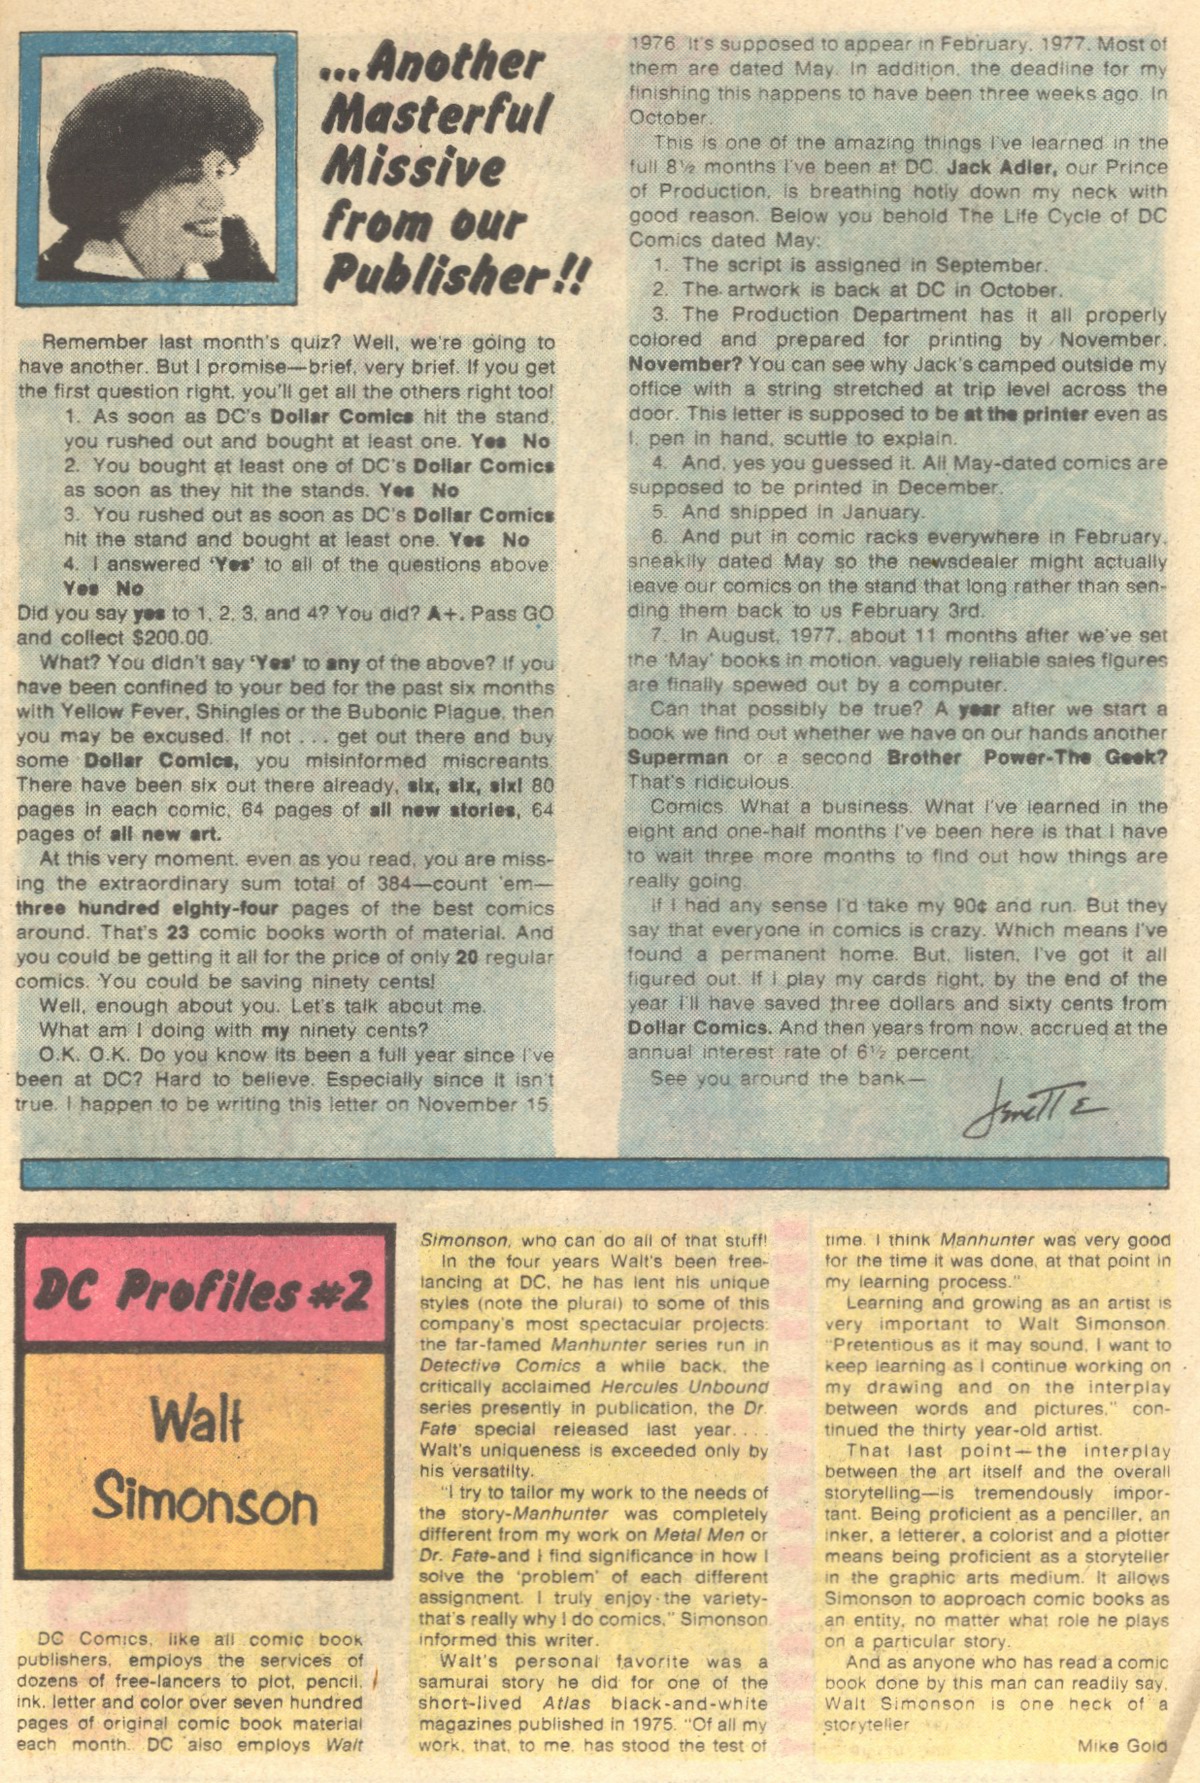 ...Another
Masterful
Missive
from our
Publisher!!
Remember last month's quiz? Well, we're going to
have another. But I promise—brief, very brief. If you get
the first question right, you'll get all the others right too!
1. As soon as DC's Dollar Comics hit the stand,
you rushed out and bought at least one. Yes No
2. You bought at least one of DC's Dollar Comics
as soon as they hit the stands. Yes No
3. You rushed out as soon as DC's Dollar Comics
hit the stand and bought at least one. Yes No
4. I answered 'Yes' to all of the questions above.
Yes No
Did you say yes to 1, 2, 3, and 4? You did? A+. Pass GO
and collect $200.00.
What? You didn't say 'Yes' to any of the above? If you
have been confined to your bed for the past six months
with Yellow Fever, Shingles or the Bubonic Plague, then
you may be excused. If not . . . get out there and buy
some Dollar Comics, you misinformed miscreants.
There have been six out there already, six, six, six! 80
pages in each comic, 64 pages of all new stories, 64
pages of all new art.
At this very moment, even as you read, you are miss-
ing the extraordinary sum total of 384—count 'em—
three hundred eighty-four pages of the best comics
around. That's 23 comic books worth of material. And
you could be getting it all for the price of only 20 regular
comics. You could be saving ninety cents!
Well, enough about you. Let's talk about me.
What am I doing with my ninety cents?
O.K. O.K. Do you know its been a full year since I've
been at DC? Hard to believe. Especially since it isn't
true. I happen to be writing this letter on November 15,
1976. It's supposed to appear in February, 1977. Most of
them are dated May. In addition, the deadline for my
finishing this happens to have been three weeks ago. In
October.
This is one of the amazing things I've learned in the
full 8½ months I've been at DC. Jack Adler, our Prince
of Production, is breathing hotly down my neck with
good reason. Below you behold The Life Cycle of DC
Comics dated May:
1. The script is assigned in September.
2. The artwork is back at DC in October.
3. The Production Department has it all properly
colored and prepared for printing by November.
November? You can see why Jack's camped outside my
office with a string stretched at trip level across the
door. This letter is supposed to be at the printer even as
I, pen in hand, scuttle to explain.
4. And, yes you guessed it. All May-dated comics are
supposed to be printed in December.
5. And shipped in January.
6. And put in comic racks everywhere in February,
sneakily dated May so the newsdealer might actually
leave our comics on the stand that long rather than sen-
ding them back to us February 3rd.
7. In August, 1977, about 11 months after we've set
the 'May' books in motion, vaguely reliable sales figures
are finally spewed out by a computer.
Can that possibly be true? A year after we start a
book we find out whether we have on our hands another
Superman or a second Brother Power-The Geek?
That's ridiculous.
Comics. What a business. What I've learned in the
eight and one-half months I've been here is that I have
to wait three more months to find out how things are
really going.
If I had any sense I'd take my 90¢ and run. But they
say that everyone in comics is crazy. Which means I've
found a permanent home. But, listen, I've got it all
figured out. If I play my cards right, by the end of the
year I'll have saved three dollars and sixty cents from
Dollar Comics. And then years from now, accrued at the
annual interest rate of 6½ percent. . . .
See you around the bank—
Jenette
DC Profiles #2
Walt
Simonson
DC Comics, like all comic book
publishers, employs the services of
dozens of free-lancers to plot, pencil,
ink, letter and color over seven hundred
pages of original comic book material
each month. DC also employs Walt
Simonson, who can do all of that stuff!
In the four years Walt's been free-
lancing at DC, he has lent his unique
styles (note the plural) to some of this
company's most spectacular projects:
the far-famed Manhunter series run in
Detective Comics a while back, the
critically acclaimed Hercules Unbound
series presently in publication, the Dr.
Fate special released last year. . . .
Walt's uniqueness is exceeded only by
his versatilty.
"I try to tailor my work to the needs of
the story-Manhunter was completely
different from my work on Metal Men or
Dr. Fate-and I find significance in how I
solve the 'problem' of each different
assignment. I truly enjoy the variety-
that's really why I do comics," Simonson
informed this writer.
Walt's personal favorite was a
samurai story he did for one of the
short-lived Atlas black-and-white
magazines published in 1975. "Of all my
work, that, to me, has stood the test of
time. I think Manhunter was very good
for the time it was done, at that point in
my learning process."
Learning and growing as an artist is
very important to Walt Simonson.
"Pretentious as it may sound, I want to
keep learning as I continue working on
my drawing and on the interplay
between words and pictures," con-
tinued the thirty year-old artist.
That last point—the interplay
between the art itself and the overall
storytelling—is tremendously impor-
tant. Being proficient as a penciller, an
inker, a letterer, a colorist and a plotter
means being proficient as a storyteller
in the graphic arts medium. It allows
Simonson to approach comic books as
an entity, no matter what role he plays
on a particular story.
And as anyone who has read a comic
book done by this man can readily say,
Walt Simonson is one heck of a
storyteller.
Mike Gold